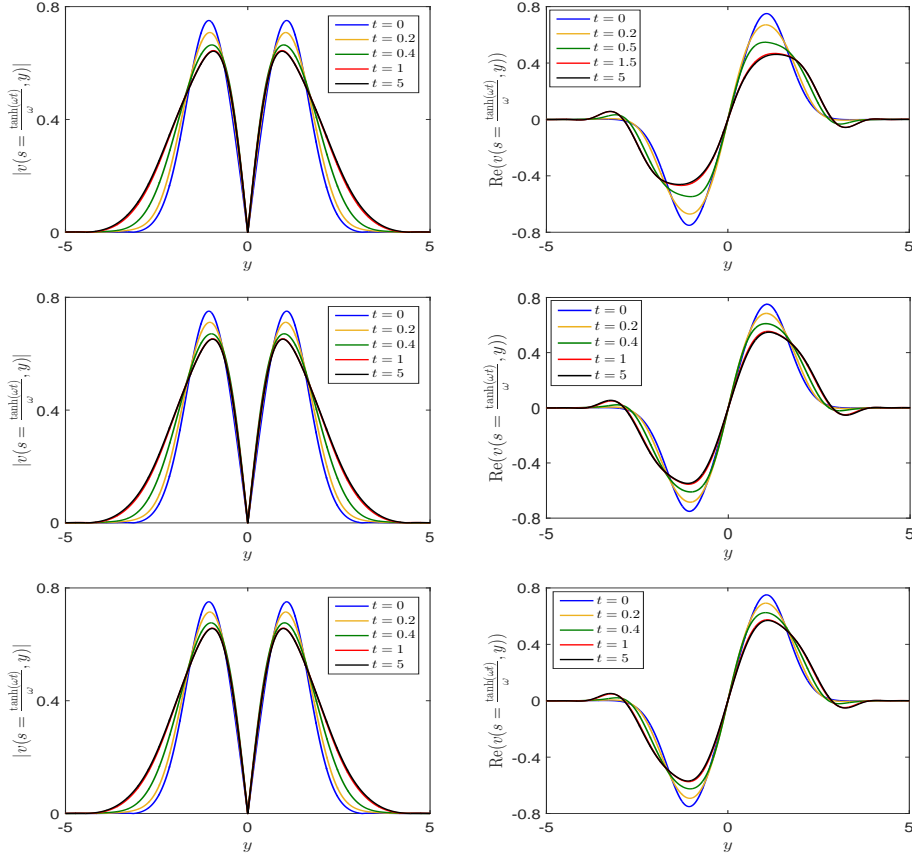 0.8
0.4
0
-5
0
5
y
|v(s = tanh(ωt)/ω, y)|
t = 0
t = 0.2
t = 0.4
t = 1
t = 5
0.8
0.4
0
-0.4
-0.8
-5
0
5
y
Re(v(s = tanh(ωt)/ω, y))
t = 0
t = 0.2
t = 0.5
t = 1.5
t = 5
0.8
0.4
0
-5
0
5
y
|v(s = tanh(ωt)/ω, y)|
t = 0
t = 0.2
t = 0.4
t = 1
t = 5
0.8
0.4
0
-0.4
-0.8
-5
0
5
y
Re(v(s = tanh(ωt)/ω, y))
t = 0
t = 0.2
t = 0.4
t = 1
t = 5
0.8
0.4
0
-5
0
5
y
|v(s = tanh(ωt)/ω, y)|
t = 0
t = 0.2
t = 0.4
t = 1
t = 5
0.8
0.4
0
-0.4
-0.8
-5
0
5
y
Re(v(s = tanh(ωt)/ω, y))
t = 0
t = 0.2
t = 0.4
t = 1
t = 5